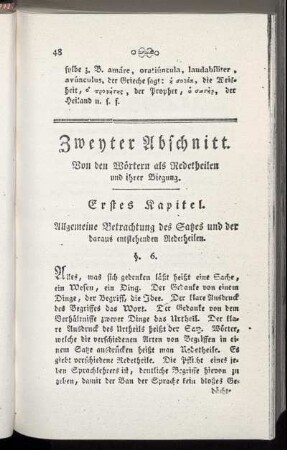 48
solche z. B. amáre, oratiúncula, laudabíliter,
avúnculus, der Grieche sagt: ἡ σοφία, die Weis-
heit, ὁ προφήτης, der Prophet, ὁ σωτήρ, der
Heiland u. s. f.
Zweyter Abschnitt.
Von den Wörtern als Redetheilen
und ihrer Biegung.
Erstes Kapitel.
Allgemeine Betrachtung des Satzes und der
daraus entstehenden Redetheilen.
§. 6.
Alles, was sich gedenken läßt heißt eine Sache,
ein Wesen, ein Ding. Der Gedanke von einem
Dinge, der Begriff, die Idee. Der klare Ausdruck
des Begriffes das Wort. Der Gedanke von dem
Verhältnisse zweyer Dinge das Urtheil. Der kla-
re Ausdruck des Urtheils heißt der Satz. Wörter,
welche die verschiedenen Arten von Begriffen in ei-
nem Satz ausdrücken heißt man Redetheile. Es
giebt verschiedene Redetheile. Die Pflicht eines je-
den Sprachlehrers ist, deutliche Begriffe hievon zu
geben, damit der Bau der Sprache kein bloßes Ge-
dächt-